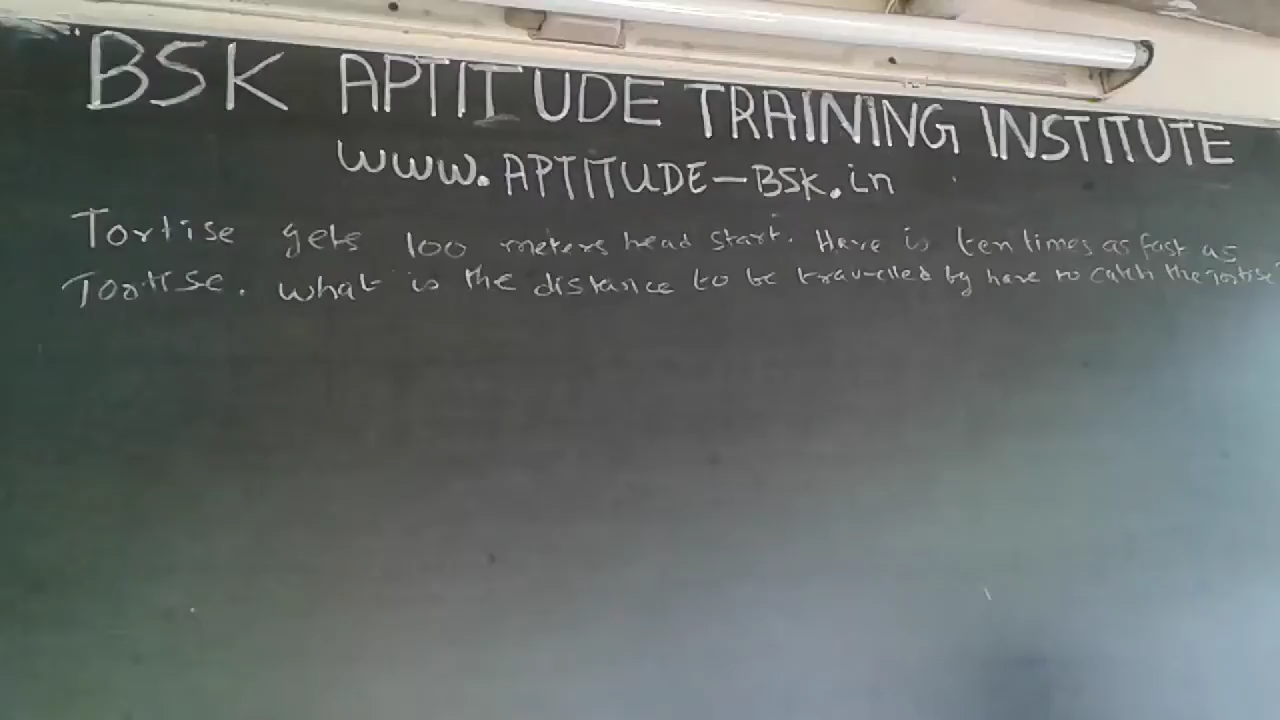 BSK APTITUDE TRAINING INSTITUTE
www.APTITUDE-BSK.in
Tortise gets 100 meters head start. Hare is ten times as fast as
Tortise. what is the distance to be travelled by hare to catch the Tortise?